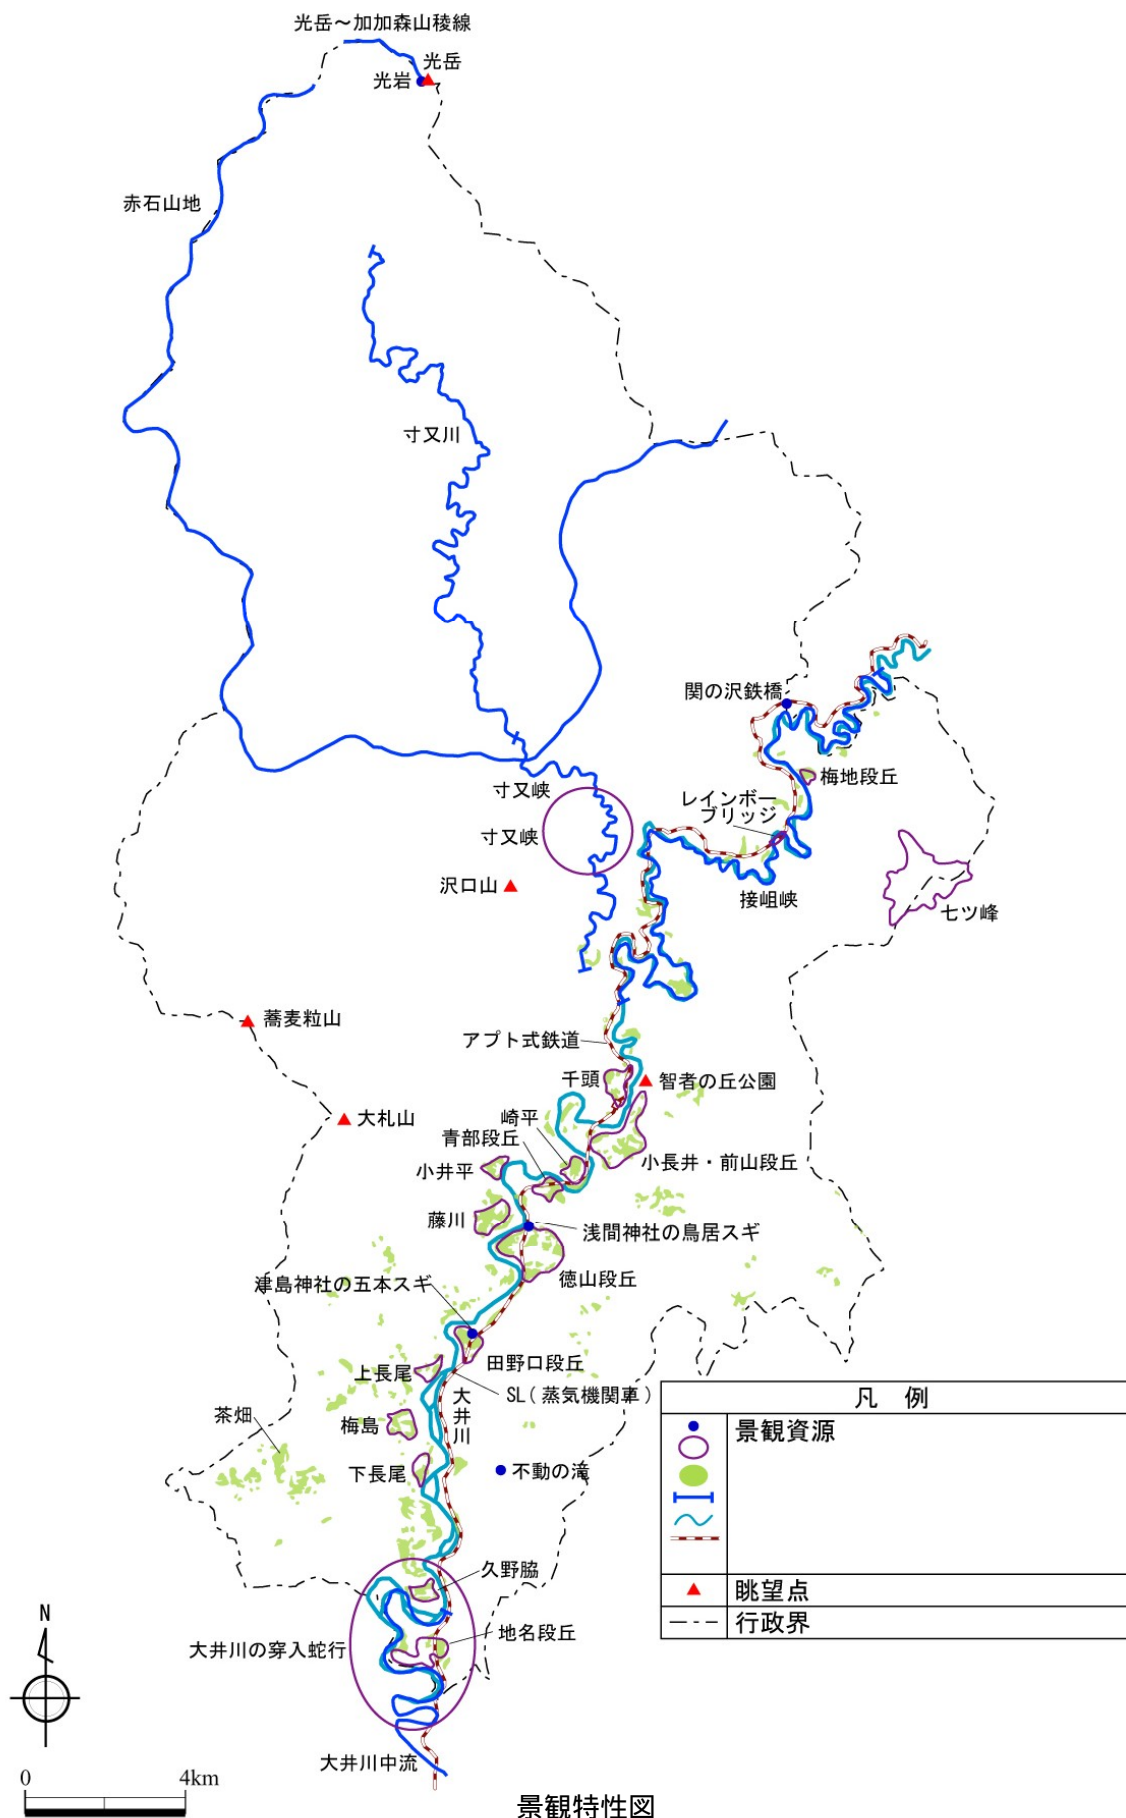 光岳～加加森山稜線
光岳
光岩
赤石山地
寸又川
関の沢鉄橋
梅地段丘
レインボー
ブリッジ
寸又峡
寸又峡
沢口山
接岨峡
七ツ峰
蕎麦粒山
アプト式鉄道
千頭
智者の丘公園
大札山
崎平
青部段丘
小井平
小長井・前山段丘
藤川
浅間神社の鳥居スギ
徳山段丘
津島神社の五本スギ
田野口段丘
上長尾
SL(蒸気機関車)
大井川
茶畑
梅島
下長尾
不動の滝
凡 例
景観資源
眺望点
行政界
久野脇
地名段丘
大井川の穿入蛇行
大井川中流
N
0 4km
景観特性図